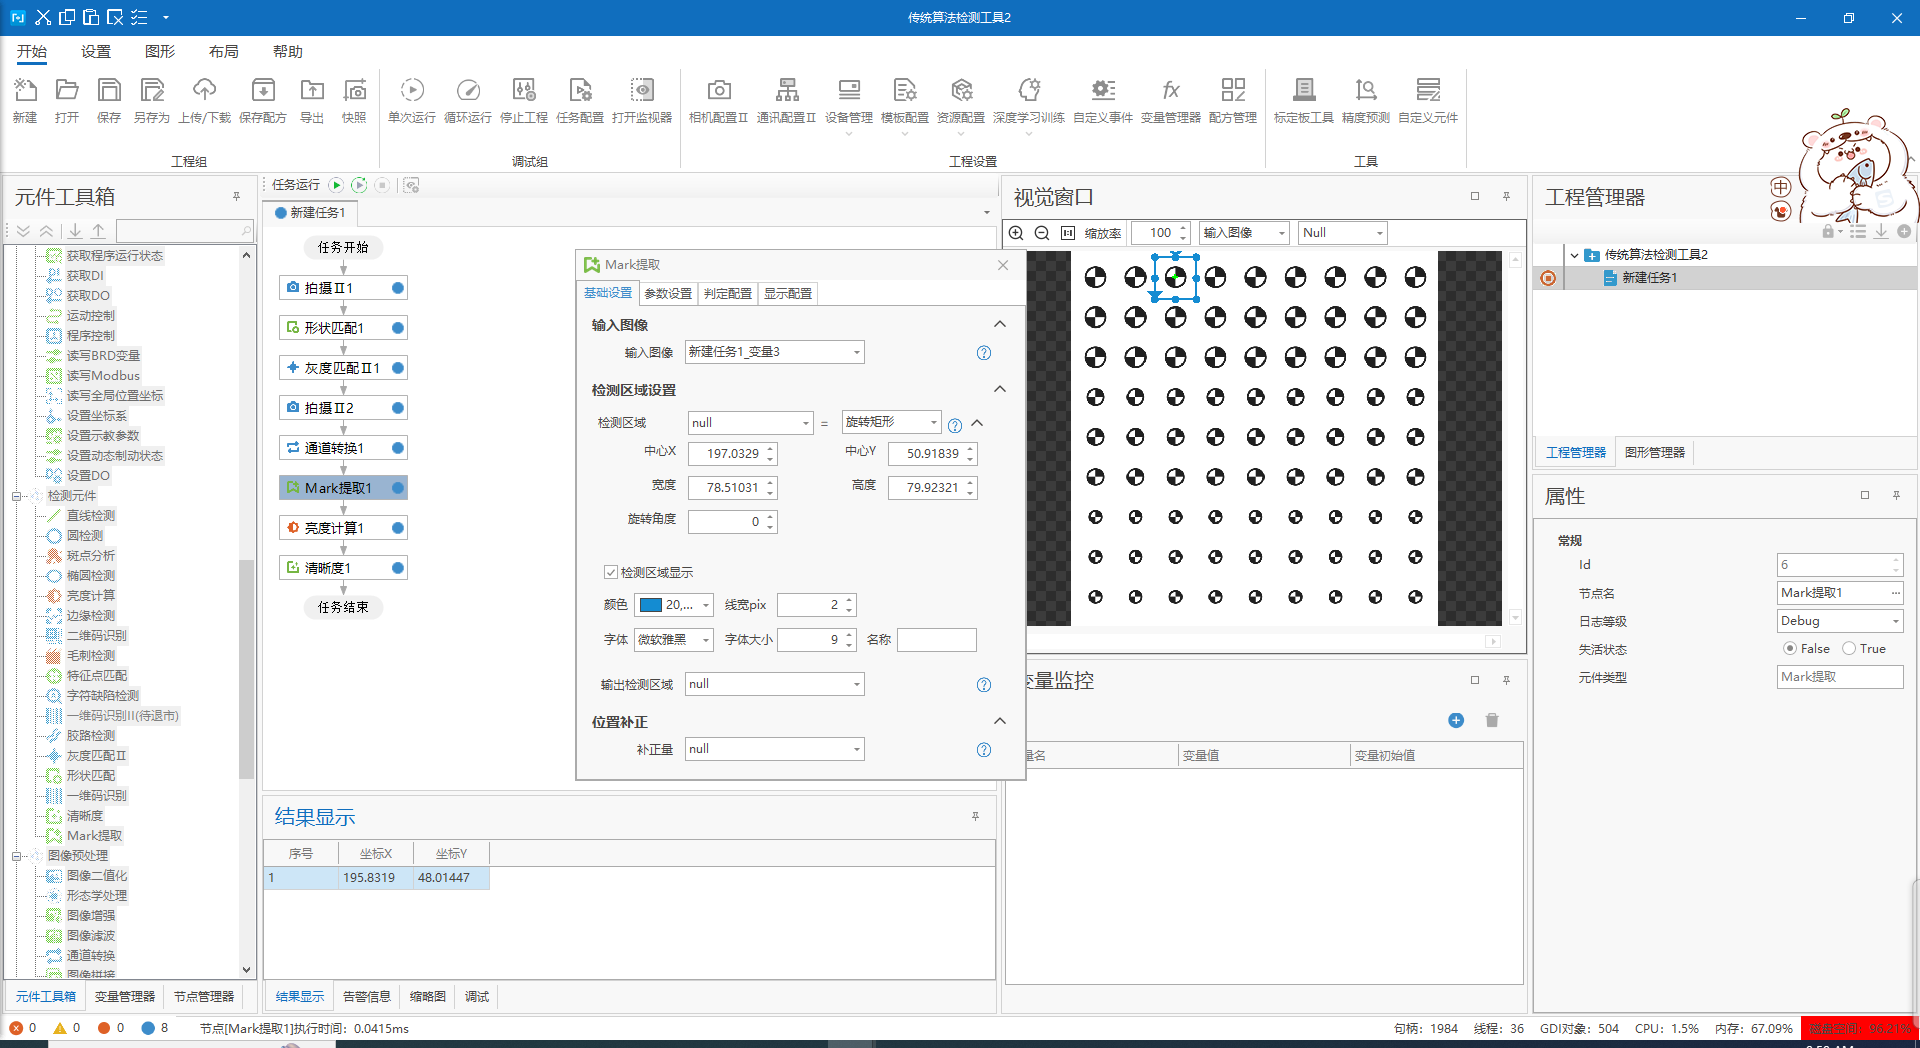 传统算法检测工具2
开始 设置 图形 布局 帮助
新建 打开 保存 另存为 上传/下载 保存配方 导出 快照 单次运行 循环运行 停止工程 任务配置 打开监视器 相机配置Ⅱ 通讯配置Ⅱ 设备管理 模板配置 资源配置 深度学习训练 自定义事件 变量管理器 配方管理 标定板工具 精度预测 自定义元件
工程组 调试组 工程设置 工具
元件工具箱
获取程序运行状态
获取DI
获取DO
运动控制
程序控制
读写BRD变量
读写Modbus
读写全局位置坐标
设置坐标系
设置示教参数
设置动态制动状态
设置DO
检测元件
直线检测
圆检测
斑点分析
椭圆检测
亮度计算
边缘检测
二维码识别
毛刺检测
特征点匹配
字符缺陷检测
一维码识别II(待退市)
胶路检测
灰度匹配Ⅱ
形状匹配
一维码识别
清晰度
Mark提取
图像预处理
图像二值化
形态学处理
图像增强
图像滤波
通道转换
图像拼接
元件工具箱 变量管理器 节点管理器
任务运行
新建任务1
任务开始
拍摄Ⅱ1
形状匹配1
灰度匹配Ⅱ1
拍摄Ⅱ2
通道转换1
Mark提取1
亮度计算1
清晰度1
任务结束
Mark提取
基础设置 参数设置 判定配置 显示配置
输入图像
输入图像 新建任务1_变量3
检测区域设置
检测区域 null = 旋转矩形
中心X 197.0329 中心Y 50.91839
宽度 78.51031 高度 79.92321
旋转角度 0
检测区域显示
颜色 20,... 线宽pix 2
字体 微软雅黑 字体大小 9 名称
输出检测区域 null
位置补正
补正量 null
结果显示
序号 坐标X 坐标Y
1 195.8319 48.01447
结果显示 告警信息 缩略图 调试
视觉窗口
缩放率 100 输入图像 Null
变量监控
量名 变量值 变量初始值
工程管理器
中
传统算法检测工具2
新建任务1
工程管理器 图形管理器
属性
常规
Id 6
节点名 Mark提取1
日志等级 Debug
失活状态 False True
元件类型 Mark提取
0 0 0 8 节点[Mark提取1]执行时间：0.0415ms
句柄：1984 线程：36 GDI对象：504 CPU：1.5% 内存：67.09%